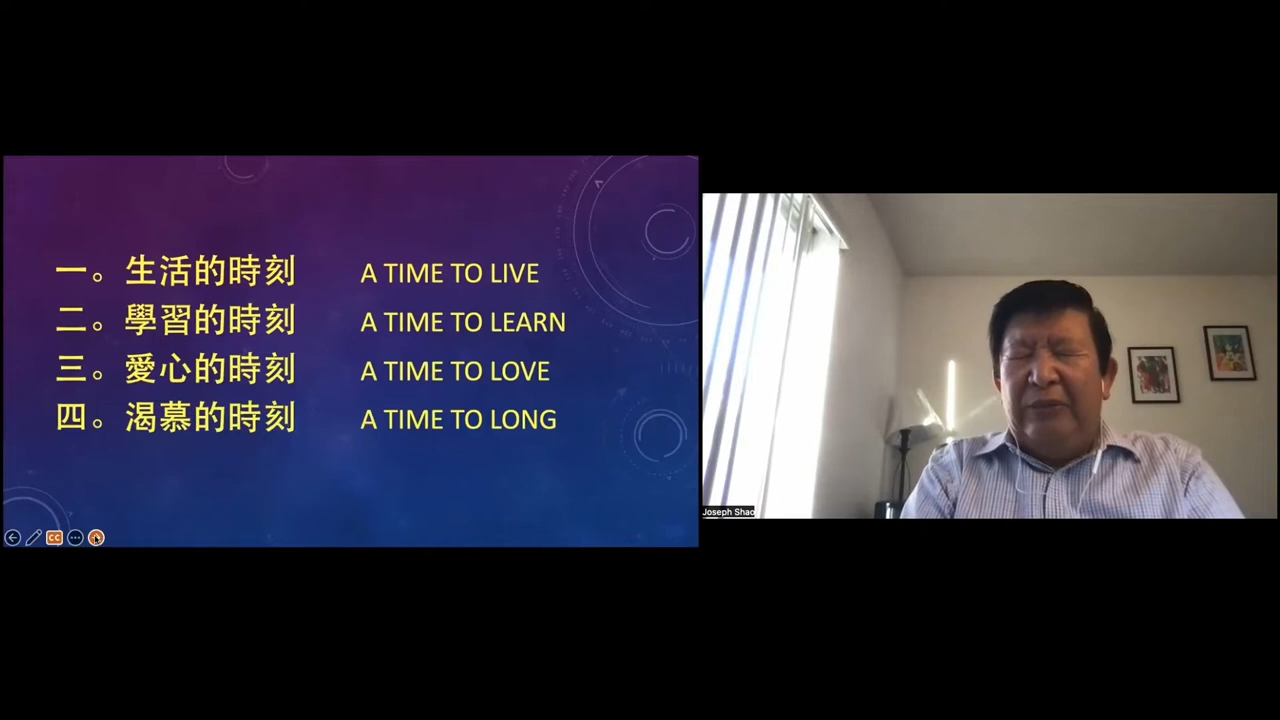 一。生活的時刻 A TIME TO LIVE
二。學習的時刻 A TIME TO LEARN
三。愛心的時刻 A TIME TO LOVE
四。渴慕的時刻 A TIME TO LONG
CC
Joseph Shao